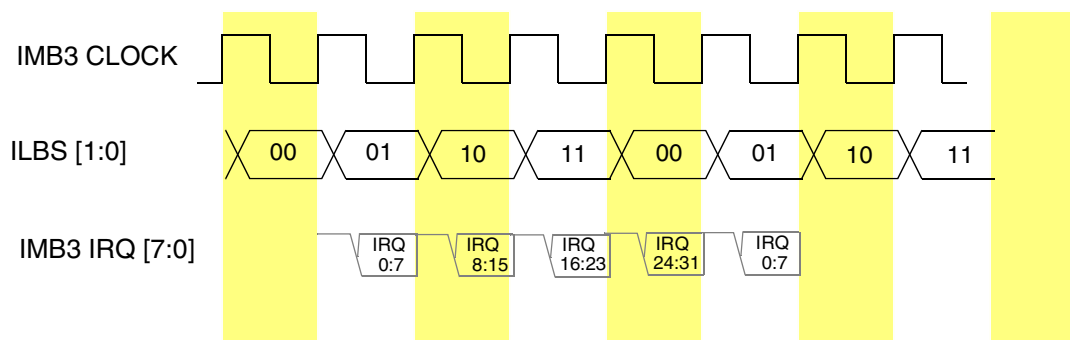 IMB3 CLOCK
ILBS [1:0]
00 01 10 11 00 01 10 11
IMB3 IRQ [7:0]
IRQ IRQ IRQ IRQ IRQ
0:7 8:15 16:23 24:31 0:7